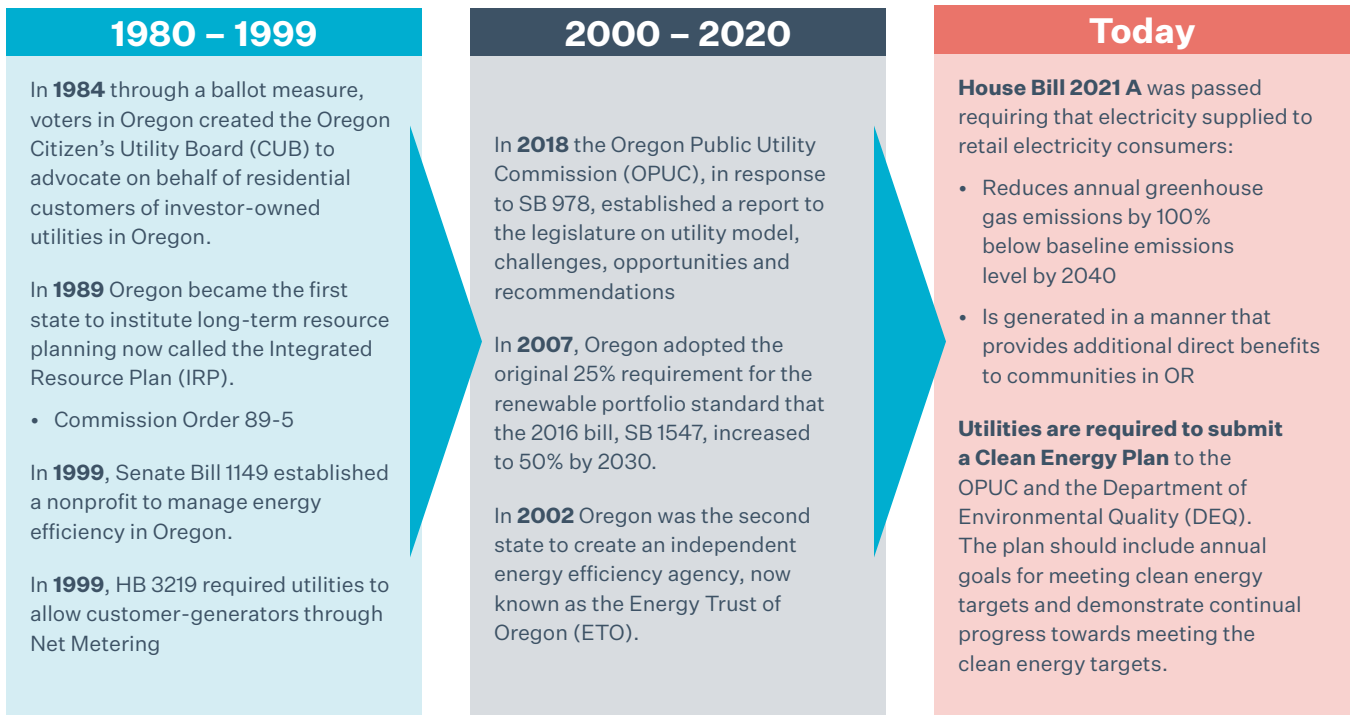 1980 – 1999
In 1984 through a ballot measure,
voters in Oregon created the Oregon
Citizen’s Utility Board (CUB) to
advocate on behalf of residential
customers of investor-owned
utilities in Oregon.
In 1989 Oregon became the first
state to institute long-term resource
planning now called the Integrated
Resource Plan (IRP).
• Commission Order 89-5
In 1999, Senate Bill 1149 established
a nonprofit to manage energy
efficiency in Oregon.
In 1999, HB 3219 required utilities to
allow customer-generators through
Net Metering
2000 – 2020
In 2018 the Oregon Public Utility
Commission (OPUC), in response
to SB 978, established a report to
the legislature on utility model,
challenges, opportunities and
recommendations
In 2007, Oregon adopted the
original 25% requirement for the
renewable portfolio standard that
the 2016 bill, SB 1547, increased
to 50% by 2030.
In 2002 Oregon was the second
state to create an independent
energy efficiency agency, now
known as the Energy Trust of
Oregon (ETO).
Today
House Bill 2021 A was passed
requiring that electricity supplied to
retail electricity consumers:
• Reduces annual greenhouse
gas emissions by 100%
below baseline emissions
level by 2040
• Is generated in a manner that
provides additional direct benefits
to communities in OR
Utilities are required to submit
a Clean Energy Plan to the
OPUC and the Department of
Environmental Quality (DEQ).
The plan should include annual
goals for meeting clean energy
targets and demonstrate continual
progress towards meeting the
clean energy targets.